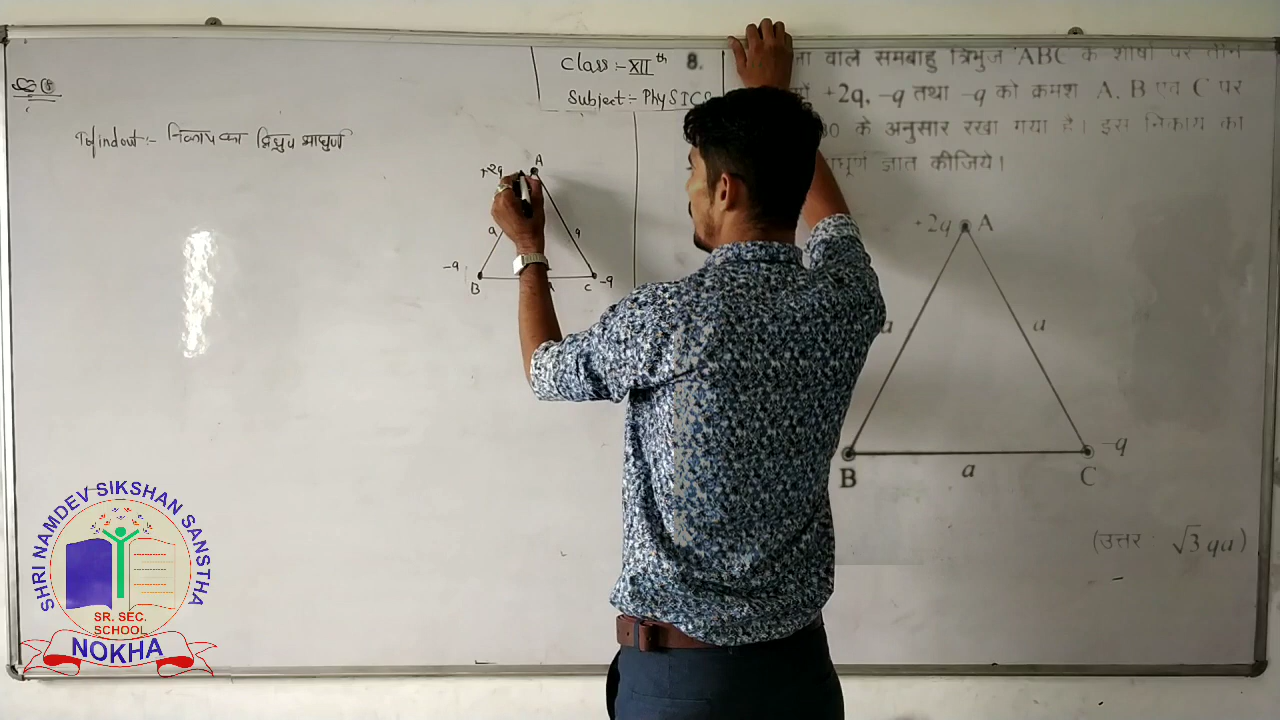 To find out :- निकाय का द्विध्रुव आघूर्ण
Class :- XII th
Subject :- PhySICS
+2q A
a a
-q B a C -q
8. वाले समबाहु त्रिभुज ABC के शीर्षों पर तीन
+2q, -q तथा -q को क्रमश A, B एवं C पर
के अनुसार रखा गया है। इस निकाय का
ज्ञात कीजिये।
+2q A
a a
-q
B a C
(उत्तर √3 qa)
SHRI NAMDEV SIKSHAN SANSTHA
SR. SEC.
SCHOOL
NOKHA